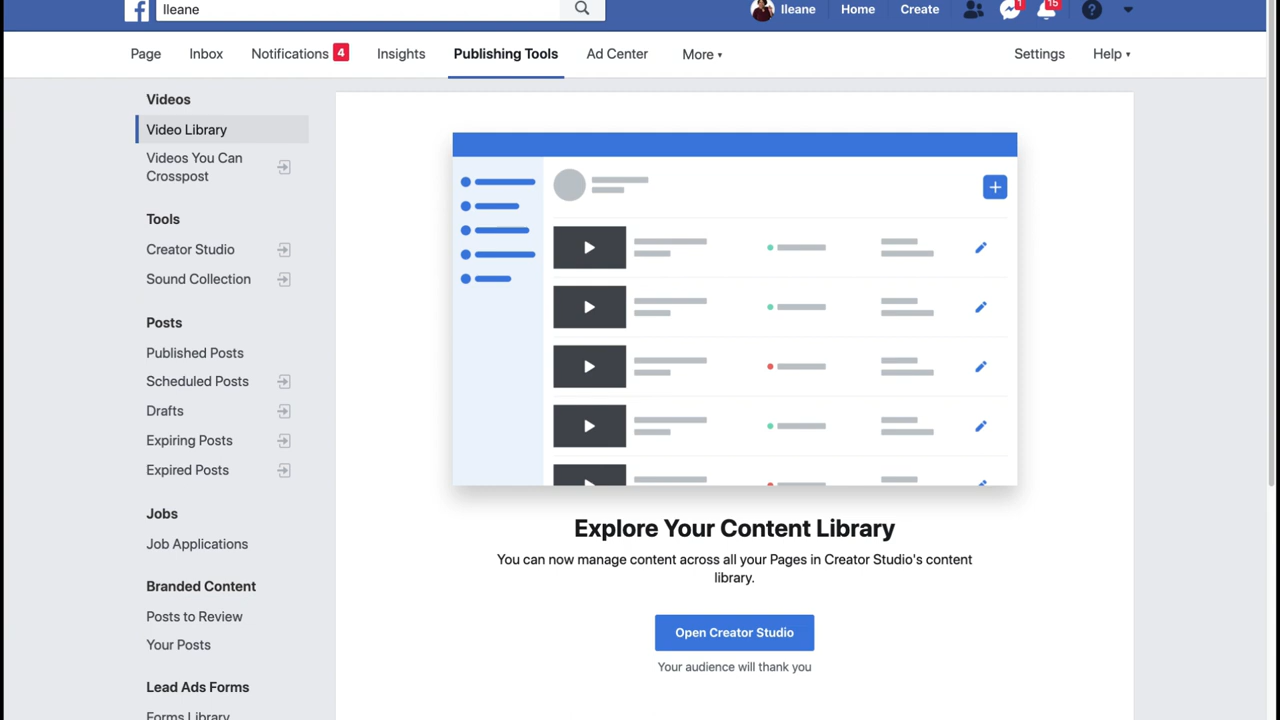 Ileane
Ileane Home Create 1 15
Page Inbox Notifications 4 Insights Publishing Tools Ad Center More Settings Help
Videos
Video Library
Videos You Can
Crosspost
Tools
Creator Studio
Sound Collection
Posts
Published Posts
Scheduled Posts
Drafts
Expiring Posts
Expired Posts
Jobs
Job Applications
Branded Content
Posts to Review
Your Posts
Lead Ads Forms
Forms Library
Explore Your Content Library
You can now manage content across all your Pages in Creator Studio's content
library.
Open Creator Studio
Your audience will thank you